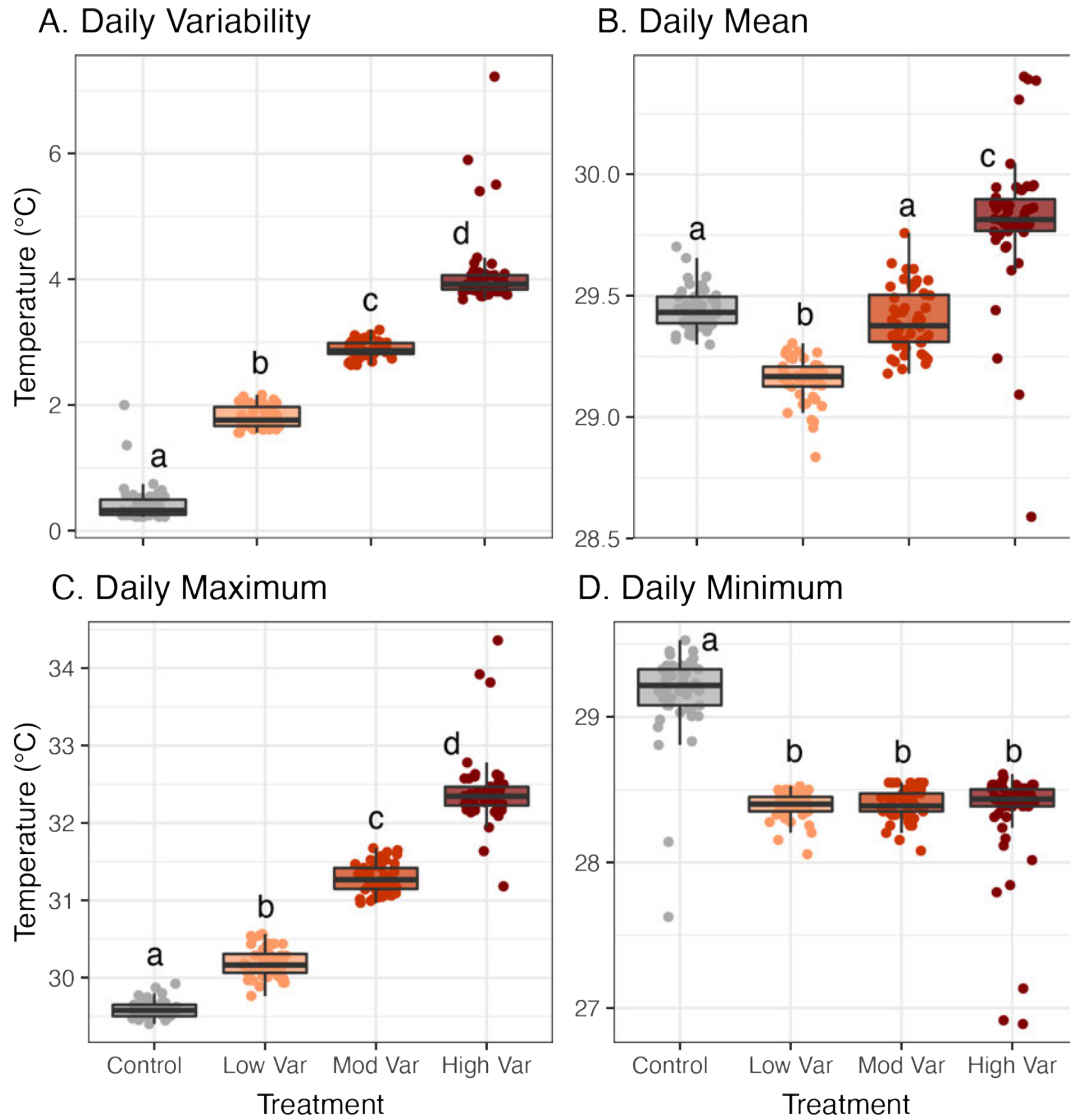 A. Daily Variability
Temperature (°C)
6
4
2
0
a
b
c
d
B. Daily Mean
30.0
29.5
29.0
28.5
a
b
a
c
C. Daily Maximum
Temperature (°C)
34
33
32
31
30
a
b
c
d
Control Low Var Mod Var High Var
Treatment
D. Daily Minimum
29
28
27
a
b
b
b
Control Low Var Mod Var High Var
Treatment